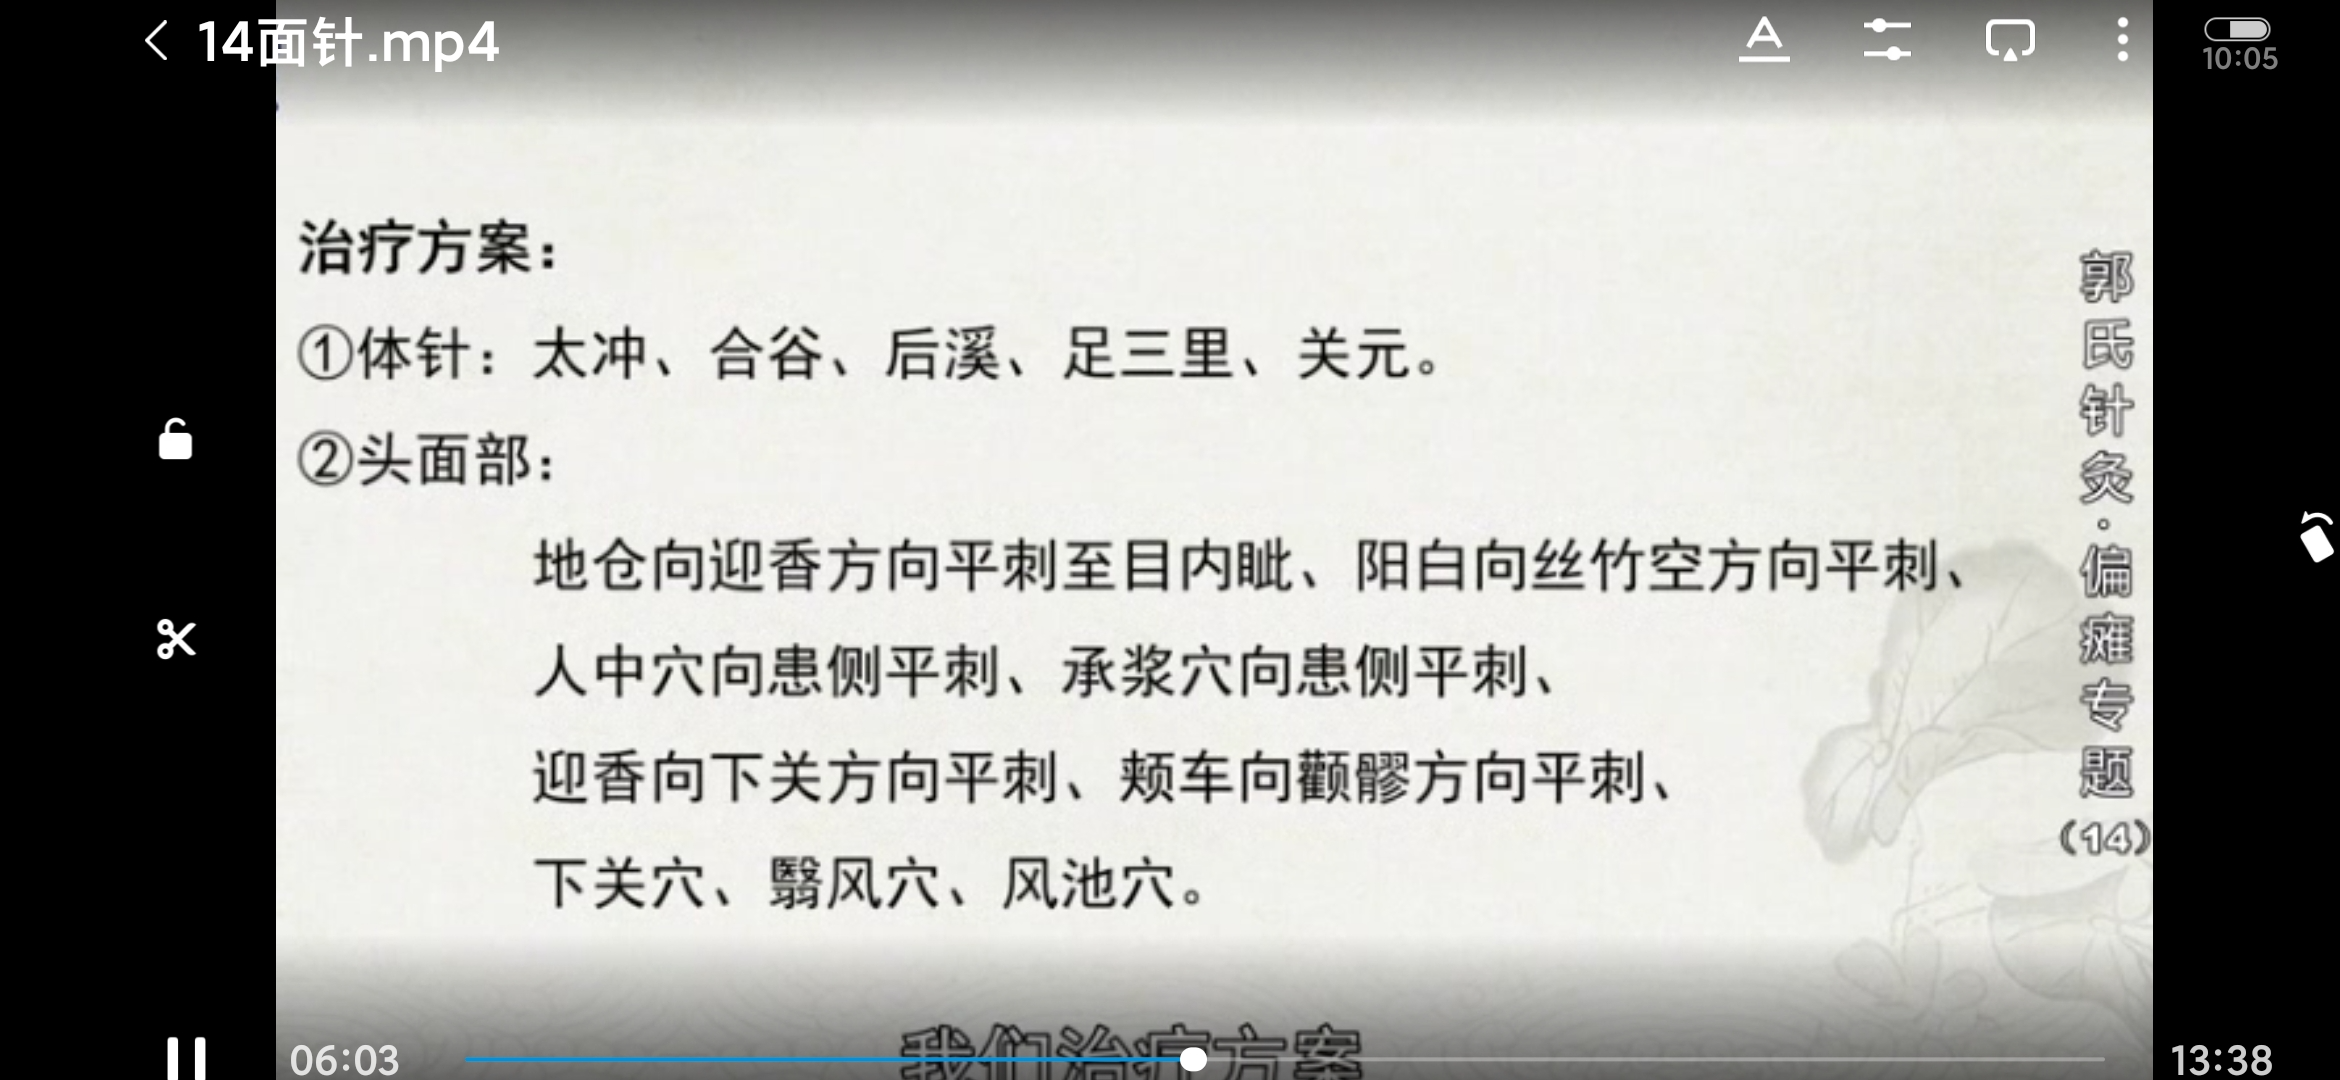 14面针.mp4
10:05
治疗方案：
①体针：太冲、合谷、后溪、足三里、关元。
②头面部：
地仓向迎香方向平刺至目内眦、阳白向丝竹空方向平刺、
人中穴向患侧平刺、承浆穴向患侧平刺、
迎香向下关方向平刺、颊车向颧髎方向平刺、
下关穴、翳风穴、风池穴。
郭氏针灸·偏瘫专题（14）
我们治疗方案
06:03
13:38